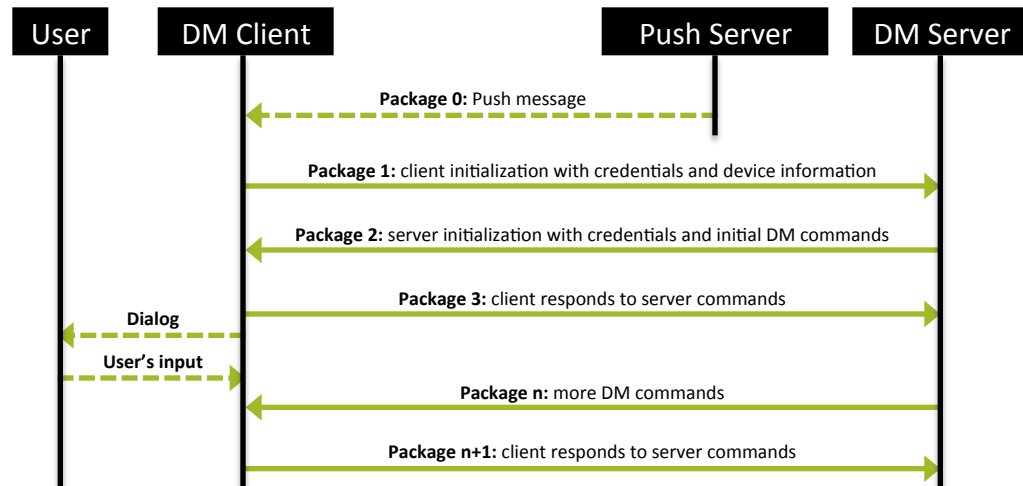 User
DM Client
Push Server
DM Server
Package 0: Push message
Package 1: client initialization with credentials and device information
Package 2: server initialization with credentials and initial DM commands
Package 3: client responds to server commands
Dialog
User’s input
Package n: more DM commands
Package n+1: client responds to server commands